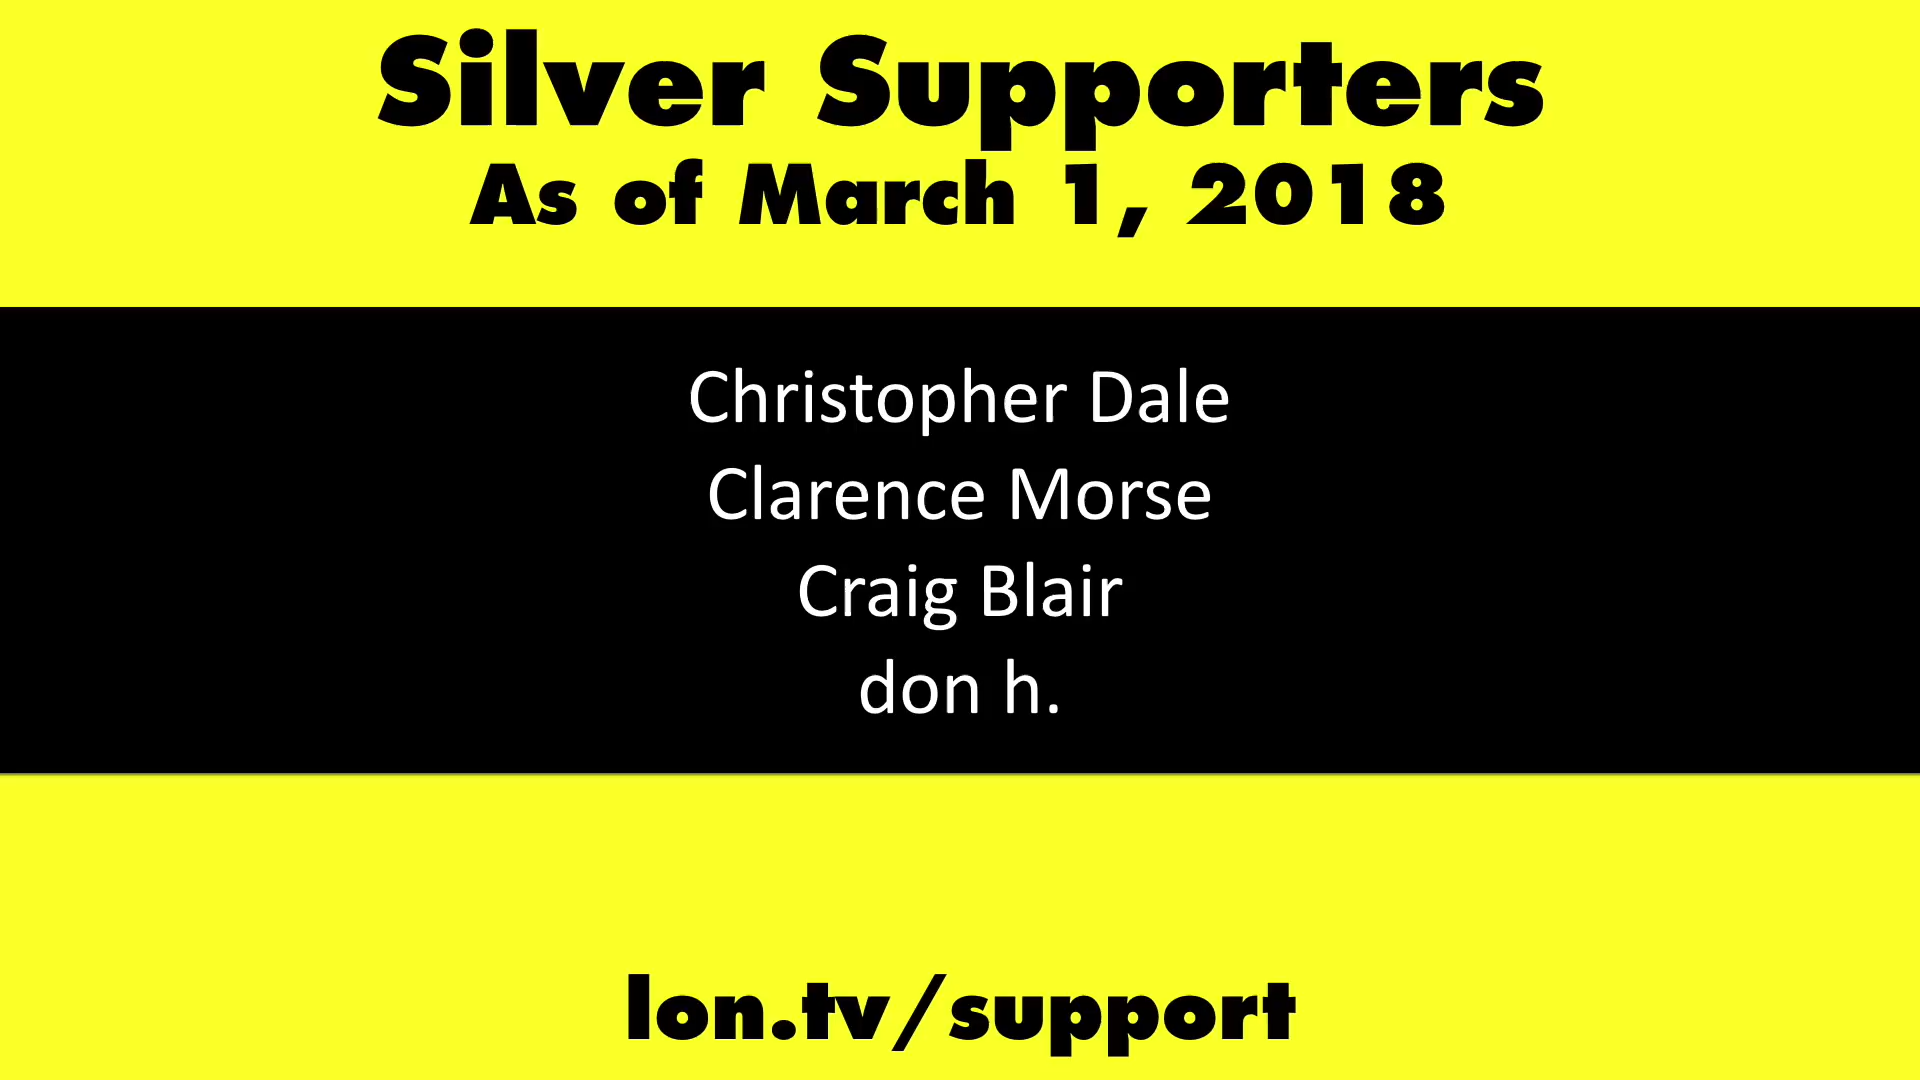 Silver Supporters
As of March 1, 2018
Christopher Dale
Clarence Morse
Craig Blair
don h.
lon.tv/support